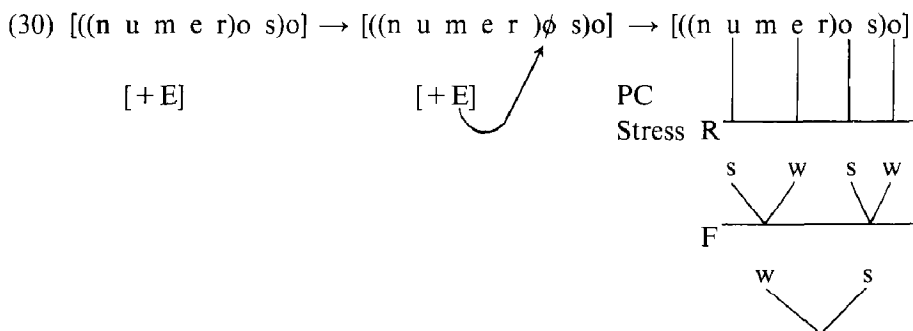 (30) [((n u m e r)o s)o] → [((n u m e r )ϕ s)o] → [((n u m e r)o s)o]
[+E] [+E] PC
Stress R
s w s w
F
w s